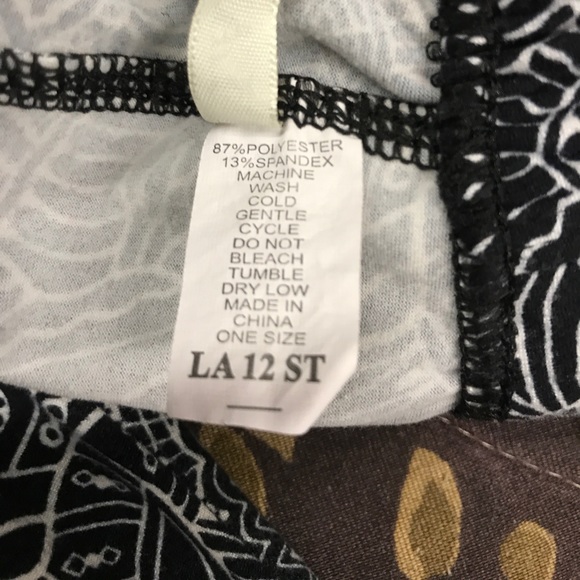 87%POLYESTER
13%SPANDEX
MACHINE
WASH
COLD
GENTLE
CYCLE
DO NOT
BLEACH
TUMBLE
DRY LOW
MADE IN
CHINA
ONE SIZE
LA 12 ST